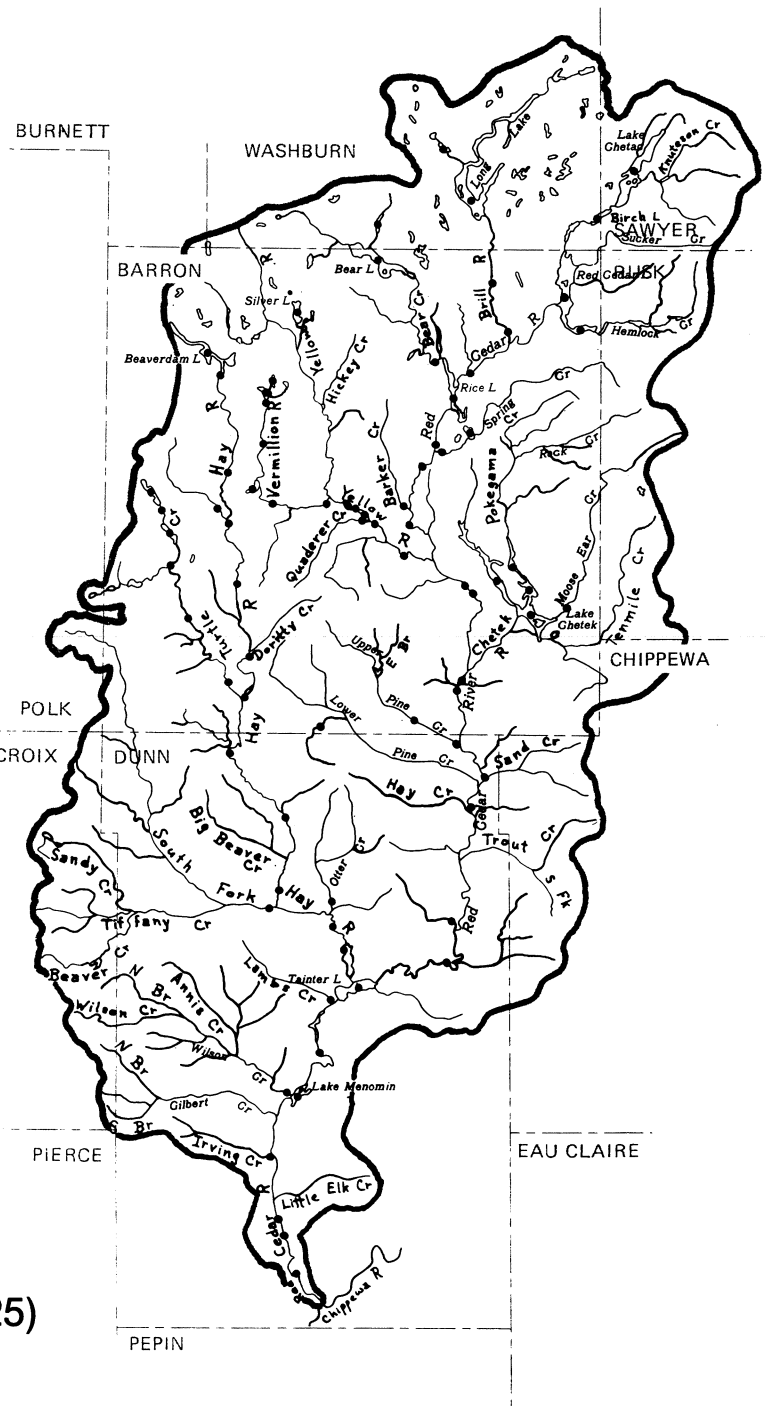 BURNETT
WASHBURN
Lake Chetac
Knuteson Cr
Long Lake
Birch L
SAWYER
Sucker Cr
BARRON
R
Bear L
R
Red Cedar L
RUSK
Silver L
Yellow
Bear Cr
Brill
Cedar R
Hemlock Cr
Beaverdam L
Hickey Cr
Rice L
Cr
R
Vermillion R
Spring Cr
Red
Barker Cr
Hay
Pokegama
Rock Cr
Yellow
Cr
Quaderer Cr
R
Moose Ear Cr
Tenmile Cr
R
Turtle
Dority Cr
Lake Chetek
Chetek R
Upper Br
CHIPPEWA
River
POLK
Lower
Pine Cr
Hay
CROIX
DUNN
Pine Cr
Sand Cr
Hay Cr
Cedar
Big Beaver Cr
South
Trout Cr
Sandy Cr
Otter Cr
S Fk
Fork
Hay
Red
Tiffany Cr
R
Beaver Cr
N Br
Annis Cr
Lambs Cr
Tainter L
Wilson Cr
N Br
Wilson Cr
Lake Menomin
Gilbert Cr
S Br
Irving Cr
PIERCE
EAU CLAIRE
R
Little Elk Cr
Cedar
Red
Chippewa R
25)
PEPIN